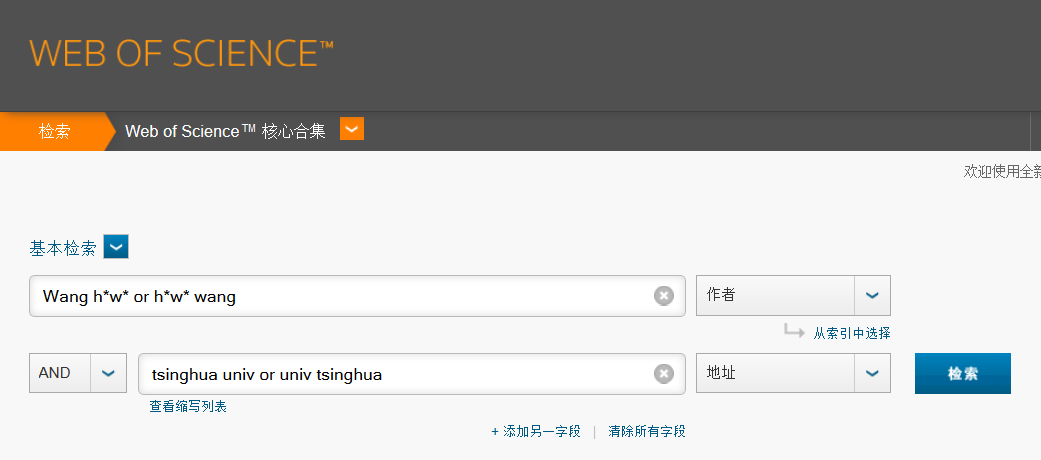 WEB OF SCIENCE™
检索 Web of Science™ 核心合集
欢迎使用全新
基本检索
Wang h*w* or h*w* wang 作者
从索引中选择
AND tsinghua univ or univ tsinghua 地址 检索
查看缩写列表
+ 添加另一字段 | 清除所有字段